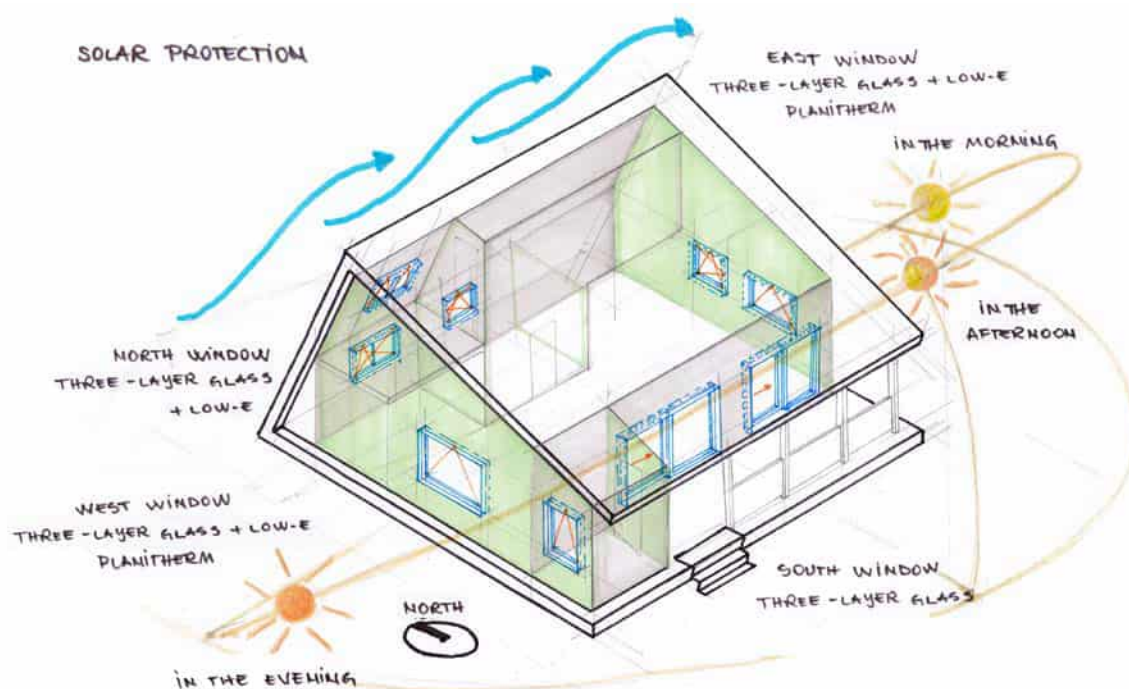 SOLAR PROTECTION
EAST WINDOW
THREE-LAYER GLASS + LOW-E
PLANITHERM
IN THE MORNING
IN THE
AFTERNOON
NORTH WINDOW
THREE-LAYER GLASS
+ LOW-E
WEST WINDOW
THREE-LAYER GLASS + LOW-E
PLANITHERM
SOUTH WINDOW
THREE-LAYER GLASS
NORTH
IN THE EVENING